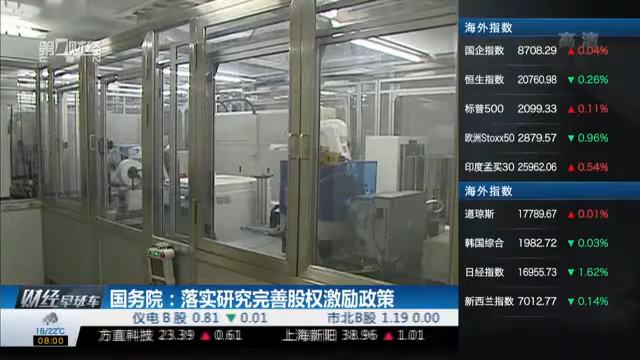 第一财经
高清
海外指数
国企指数 8708.29 ▲ 0.04%
恒生指数 20760.98 ▼ 0.26%
标普500 2099.33 ▲ 0.11%
欧洲Stoxx50 2879.57 ▼ 0.96%
印度孟买30 25962.06 ▲ 0.54%
海外指数
道琼斯 17789.67 ▲ 0.01%
韩国综合 1982.72 ▼ 0.03%
日经指数 16955.73 ▼ 1.62%
新西兰指数 7012.77 ▼ 0.14%
财经早班车
国务院：落实研究完善股权激励政策
仪电B股 0.81 ▼ 0.01 市北B股 1.19 0.00
18/22℃
08:00
方直科技 23.39 ▲ 0.61 上海新阳 38.96 ▲ 1.01